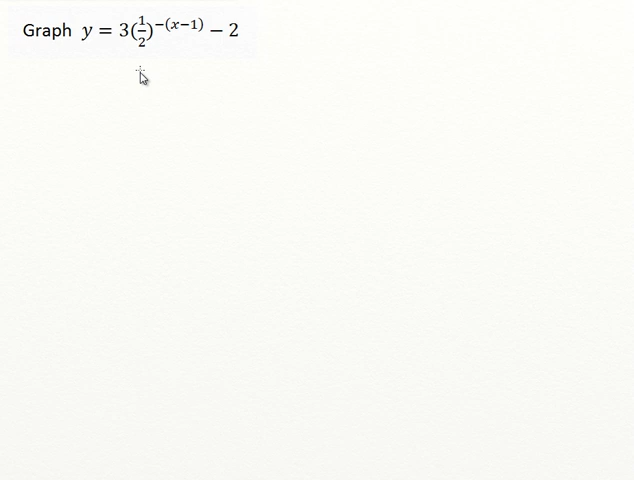 Graph y = 3(1/2)^{-(x-1)} - 2